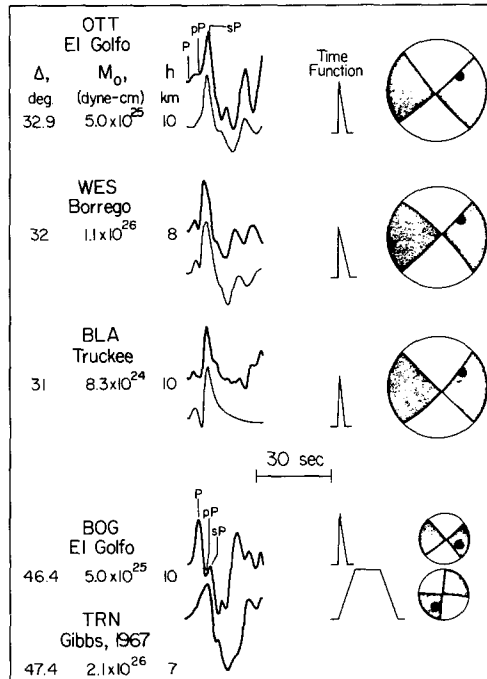 OTT
El Golfo
P
pP
sP
Δ, Mo, h
deg. (dyne-cm) km
32.9 5.0x10^25 10
Time
Function
WES
Borrego
32 1.1x10^26 8
BLA
Truckee
31 8.3x10^24 10
30 sec
P
pP
sP
BOG
El Golfo
46.4 5.0x10^25 10
TRN
Gibbs, 1967
47.4 2.1x10^26 7